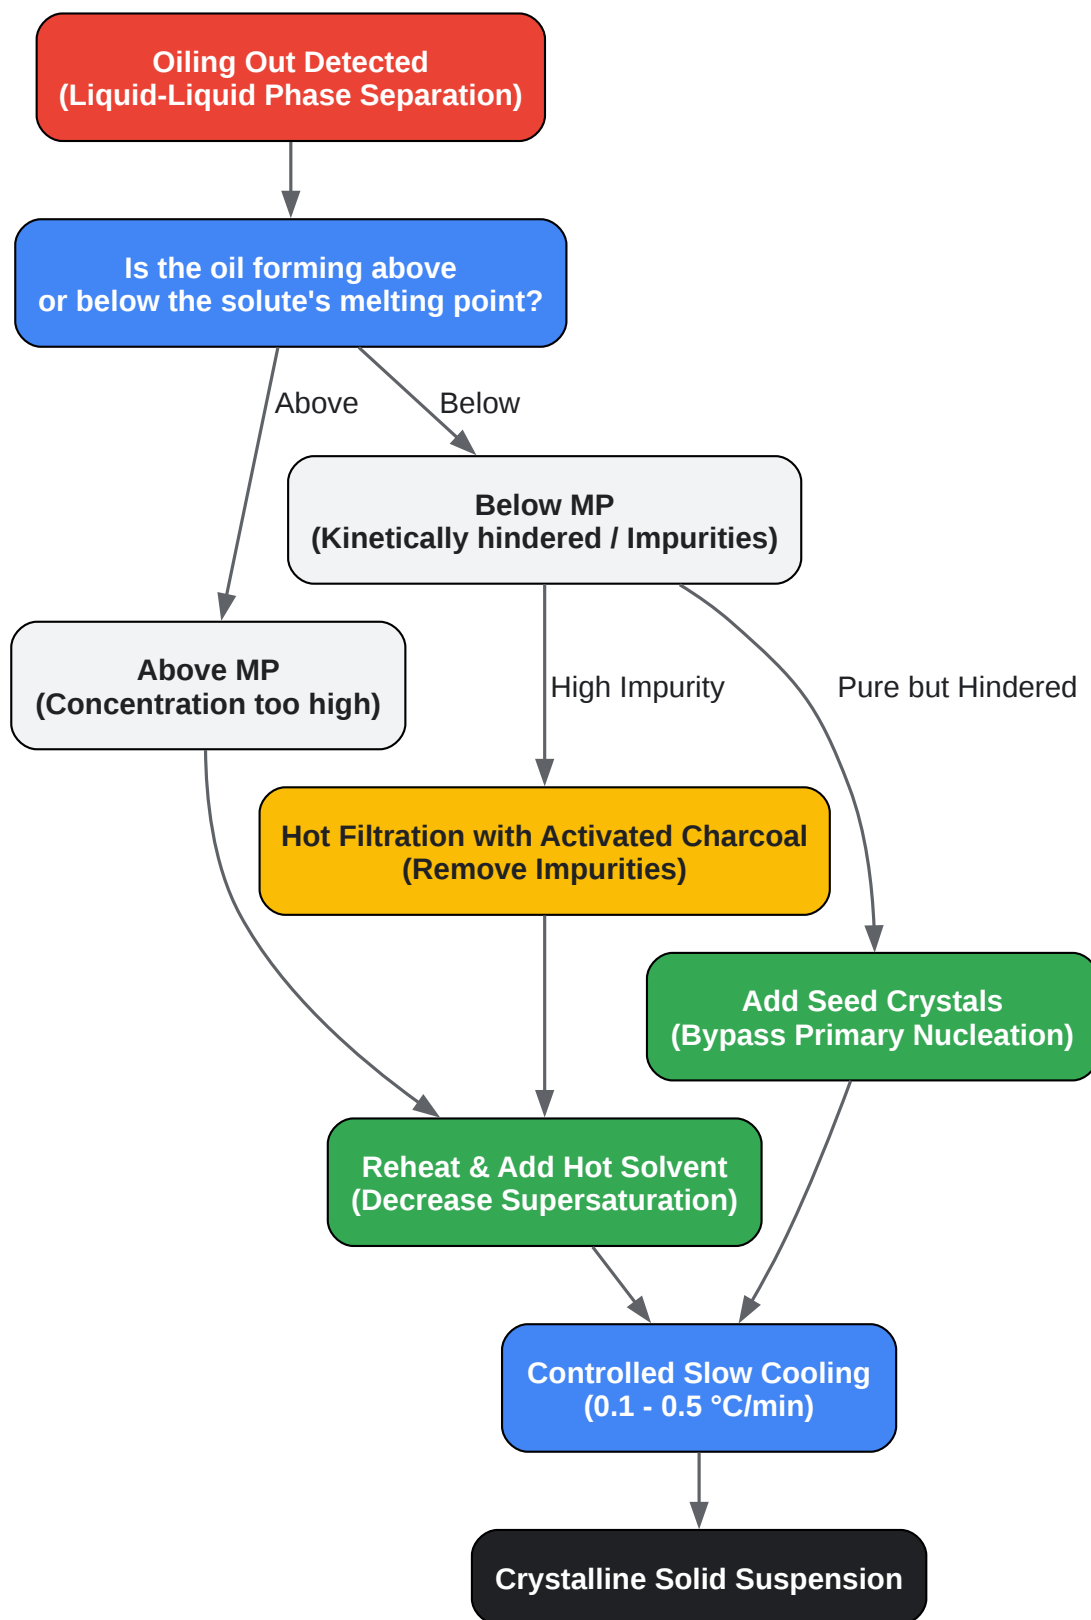 Oiling Out Detected
(Liquid-Liquid Phase Separation)
Is the oil forming above
or below the solute's melting point?
Above
Below
Below MP
(Kinetically hindered / Impurities)
Above MP
(Concentration too high)
High Impurity
Pure but Hindered
Hot Filtration with Activated Charcoal
(Remove Impurities)
Add Seed Crystals
(Bypass Primary Nucleation)
Reheat & Add Hot Solvent
(Decrease Supersaturation)
Controlled Slow Cooling
(0.1 - 0.5 °C/min)
Crystalline Solid Suspension